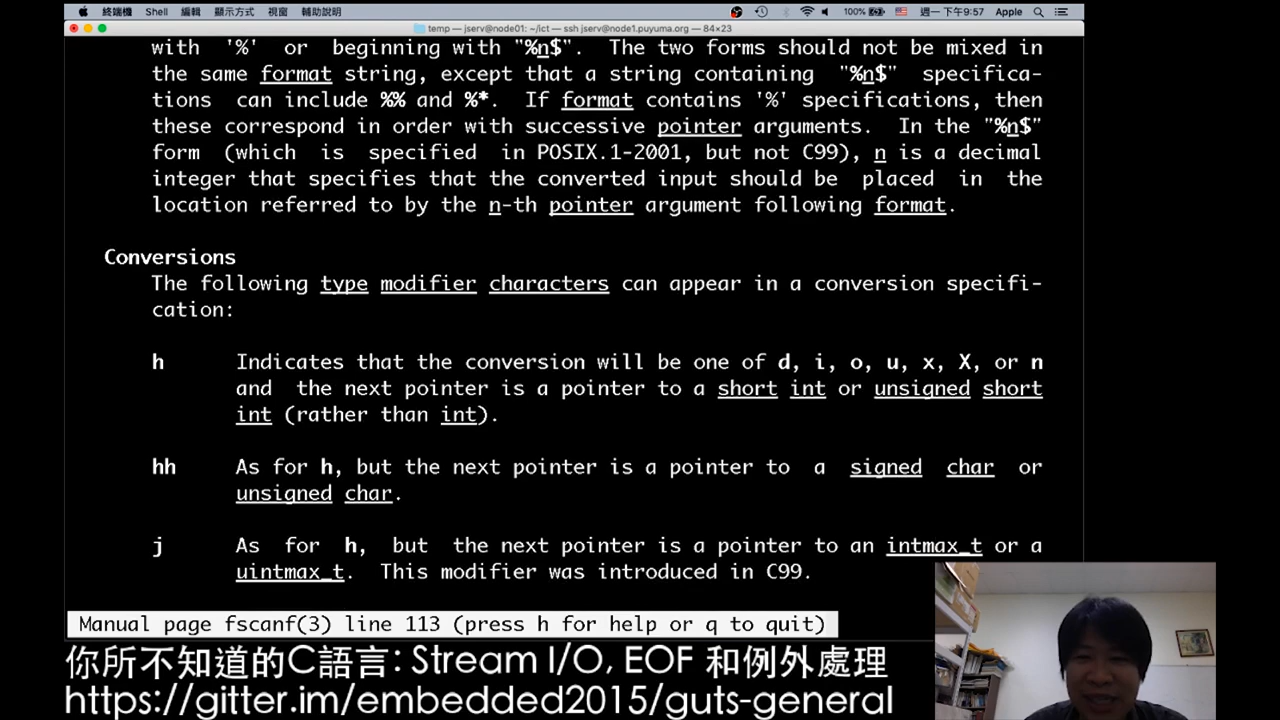 終端機 Shell 編輯 顯示方式 視窗 輔助說明 100% 週一 下午9:57 Apple
temp — jserv@node01: ~/lct — ssh jserv@node1.puyuma.org — 84×23
with '%' or beginning with "%n$". The two forms should not be mixed in
the same format string, except that a string containing "%n$" specifica-
tions can include %% and %*. If format contains '%' specifications, then
these correspond in order with successive pointer arguments. In the "%n$"
form (which is specified in POSIX.1-2001, but not C99), n is a decimal
integer that specifies that the converted input should be placed in the
location referred to by the n-th pointer argument following format.
Conversions
The following type modifier characters can appear in a conversion specifi-
cation:
h Indicates that the conversion will be one of d, i, o, u, x, X, or n
and the next pointer is a pointer to a short int or unsigned short
int (rather than int).
hh As for h, but the next pointer is a pointer to a signed char or
unsigned char.
j As for h, but the next pointer is a pointer to an intmax_t or a
uintmax_t. This modifier was introduced in C99.
Manual page fscanf(3) line 113 (press h for help or q to quit)
你所不知道的C語言: Stream I/O, EOF 和例外處理
https://gitter.im/embedded2015/guts-general